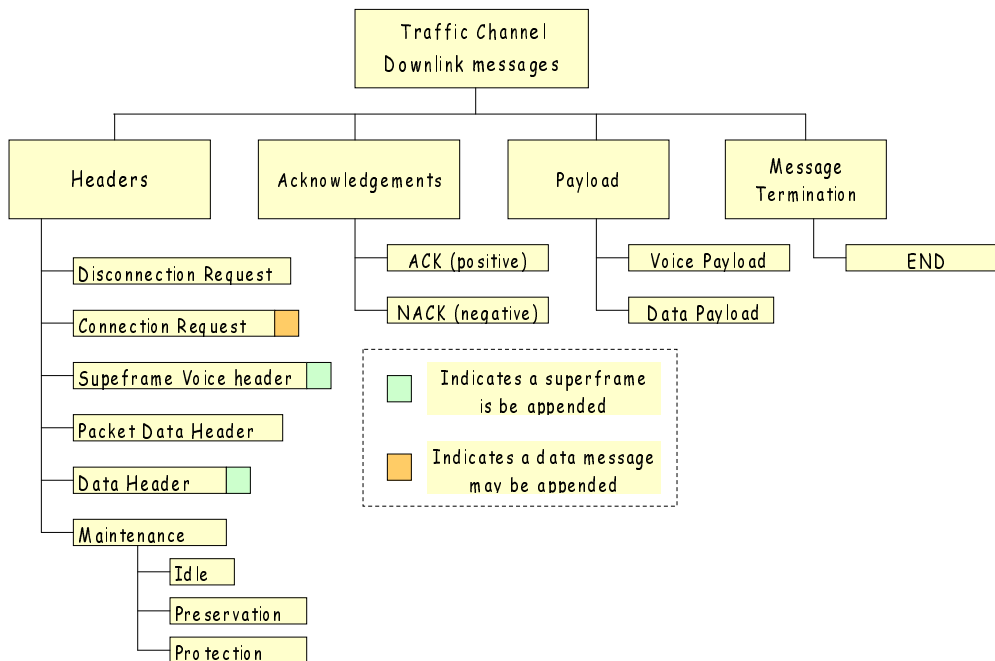 Traffic Channel
Downlink messages
Headers
Acknowledgements
Payload
Message
Termination
Disconnection Request
Connection Request
Supeframe Voice header
Packet Data Header
Data Header
Maintenance
Idle
Preservation
Protection
ACK (positive)
NACK (negative)
Voice Payload
Data Payload
END
Indicates a superframe
is be appended
Indicates a data message
may be appended